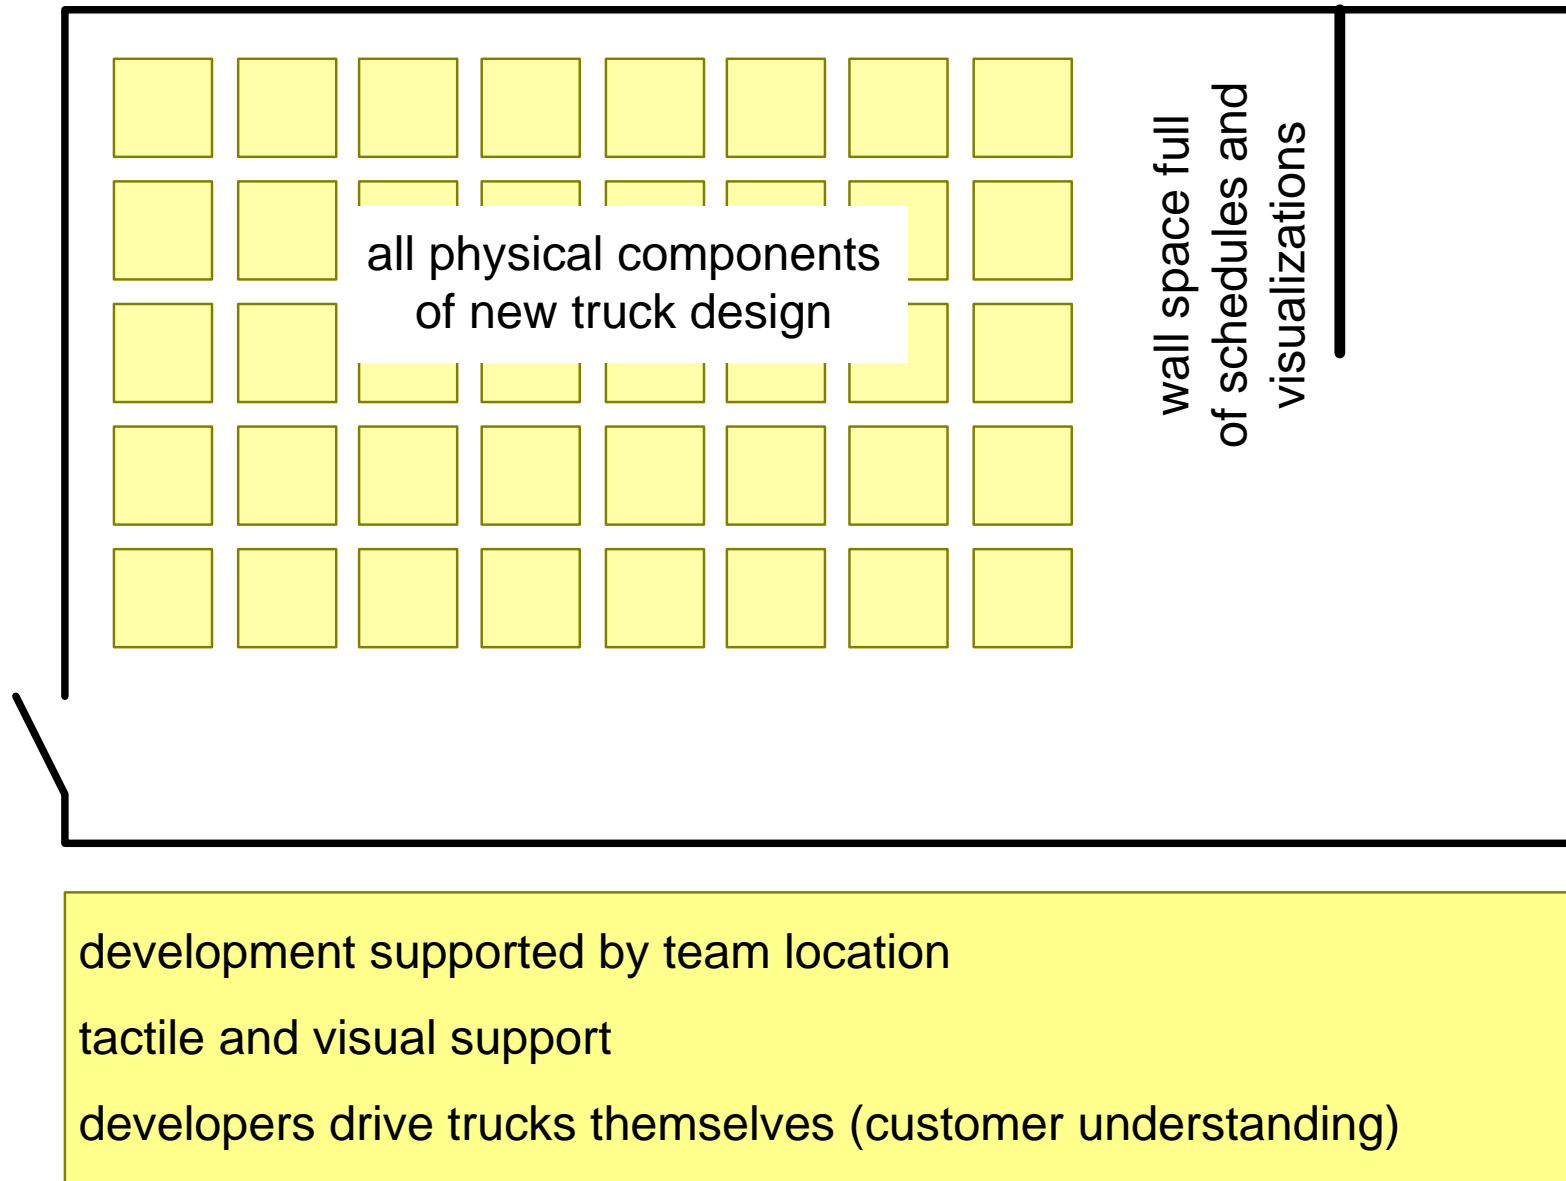 all physical components
of new truck design
wall space full
of schedules and
visualizations
development supported by team location
tactile and visual support
developers drive trucks themselves (customer understanding)